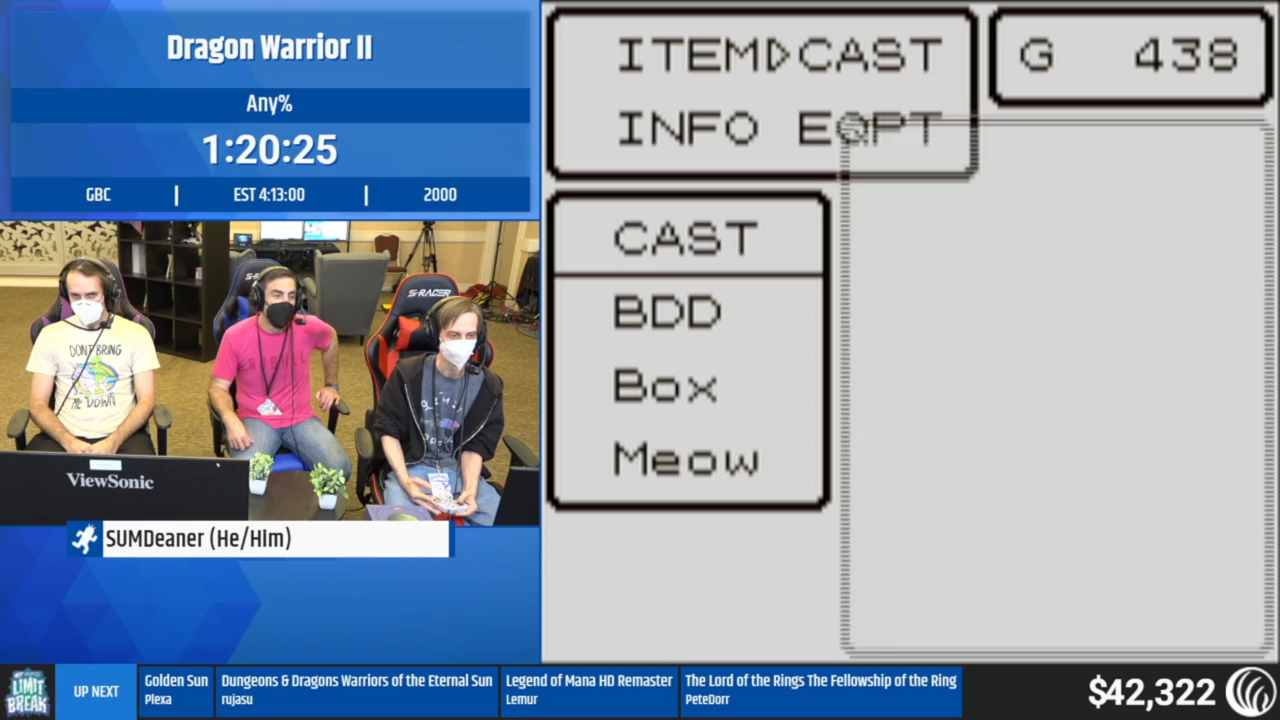 Dragon Warrior II
Any%
1:20:25
GBC | EST 4:13:00 | 2000
ITEM▷CAST
INFO EQPT
G 438
CAST
BDD
Box
Meow
S-RACER
DON'T BRING
ME DOWN
ViewSonic
SUMDeaner (He/HIm)
LIMIT
BREAK
UP NEXT
Golden Sun
Plexa
Dungeons & Dragons Warriors of the Eternal Sun
rujasu
Legend of Mana HD Remaster
Lemur
The Lord of the Rings The Fellowship of the Ring
PeteDorr
$42,322